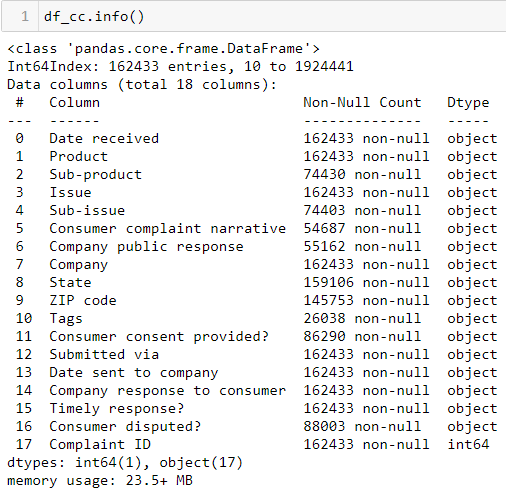 1 df_cc.info()
<class 'pandas.core.frame.DataFrame'>
Int64Index: 162433 entries, 10 to 1924441
Data columns (total 18 columns):
 #   Column                        Non-Null Count   Dtype
---  ------                        --------------   -----
 0   Date received                 162433 non-null  object
 1   Product                       162433 non-null  object
 2   Sub-product                   74430 non-null   object
 3   Issue                         162433 non-null  object
 4   Sub-issue                     74403 non-null   object
 5   Consumer complaint narrative  54687 non-null   object
 6   Company public response       55162 non-null   object
 7   Company                       162433 non-null  object
 8   State                         159106 non-null  object
 9   ZIP code                      145753 non-null  object
 10  Tags                          26038 non-null   object
 11  Consumer consent provided?    86290 non-null   object
 12  Submitted via                 162433 non-null  object
 13  Date sent to company          162433 non-null  object
 14  Company response to consumer  162433 non-null  object
 15  Timely response?              162433 non-null  object
 16  Consumer disputed?            88003 non-null   object
 17  Complaint ID                  162433 non-null  int64
dtypes: int64(1), object(17)
memory usage: 23.5+ MB